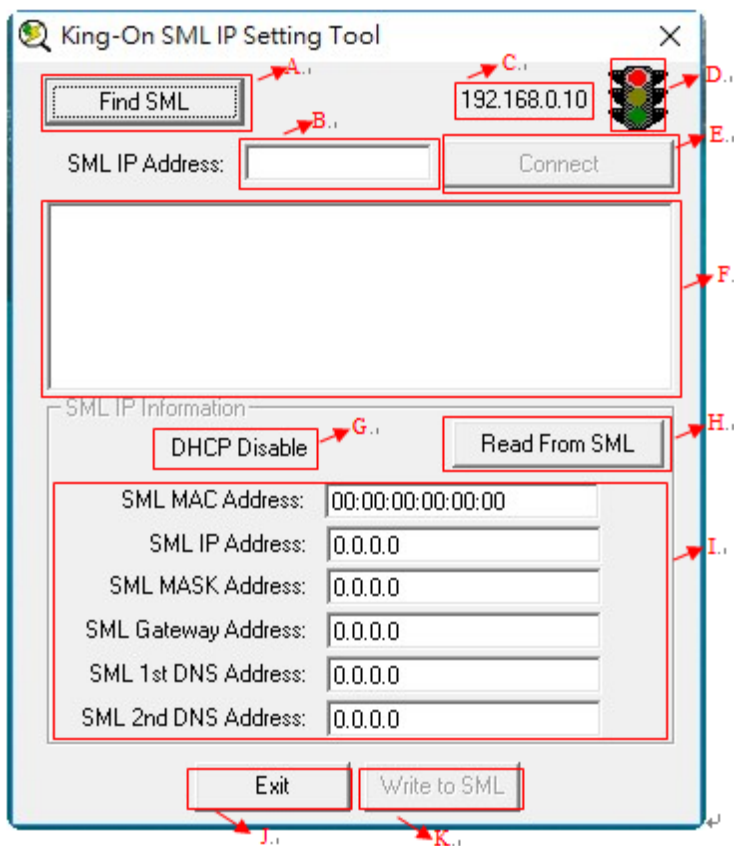 King-On SML IP Setting Tool
A.
C.
Find SML
192.168.0.10
D.
B.
E.
SML IP Address:
Connect
F.
SML IP Information
G.
H.
DHCP Disable
Read From SML
SML MAC Address: 00:00:00:00:00:00
SML IP Address: 0.0.0.0
I.
SML MASK Address: 0.0.0.0
SML Gateway Address: 0.0.0.0
SML 1st DNS Address: 0.0.0.0
SML 2nd DNS Address: 0.0.0.0
Exit
Write to SML
J.
K.